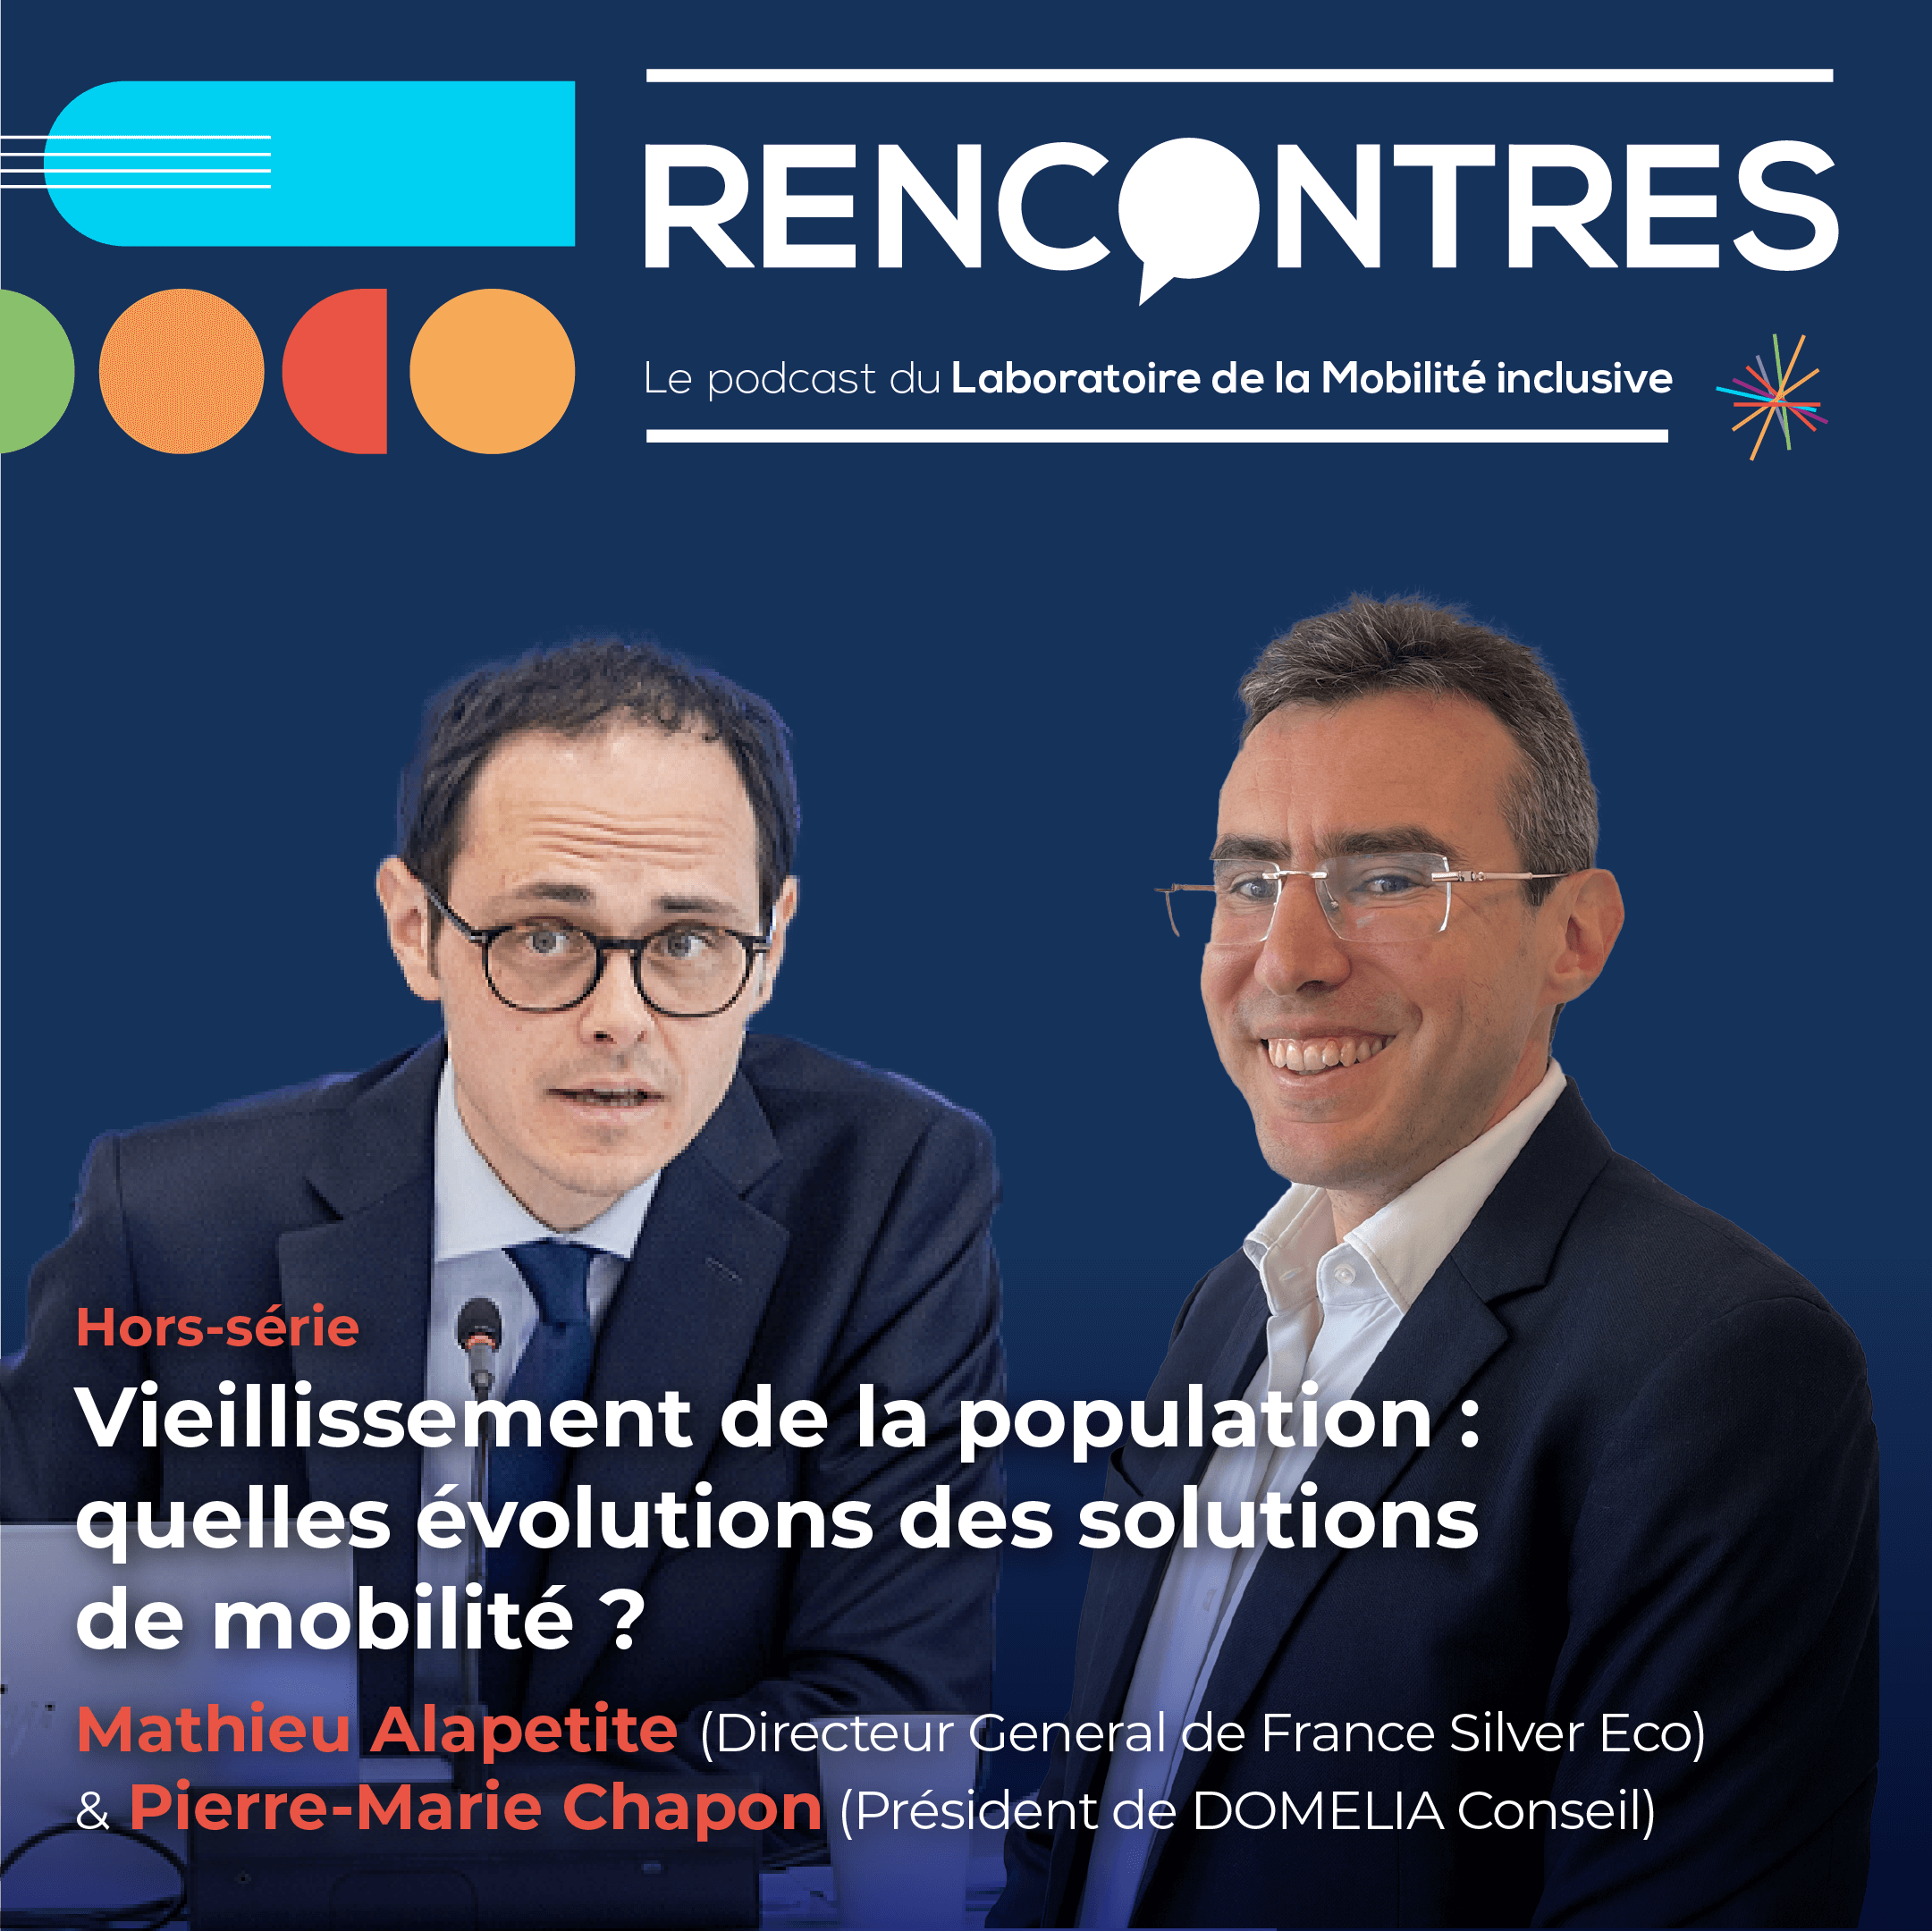 RENCONTRES
Le podcast du Laboratoire de la Mobilité inclusive
Hors-série
Vieillissement de la population :
quelles évolutions des solutions
de mobilité ?
Mathieu Alapetite (Directeur General de France Silver Eco)
& Pierre-Marie Chapon (Président de DOMELIA Conseil)